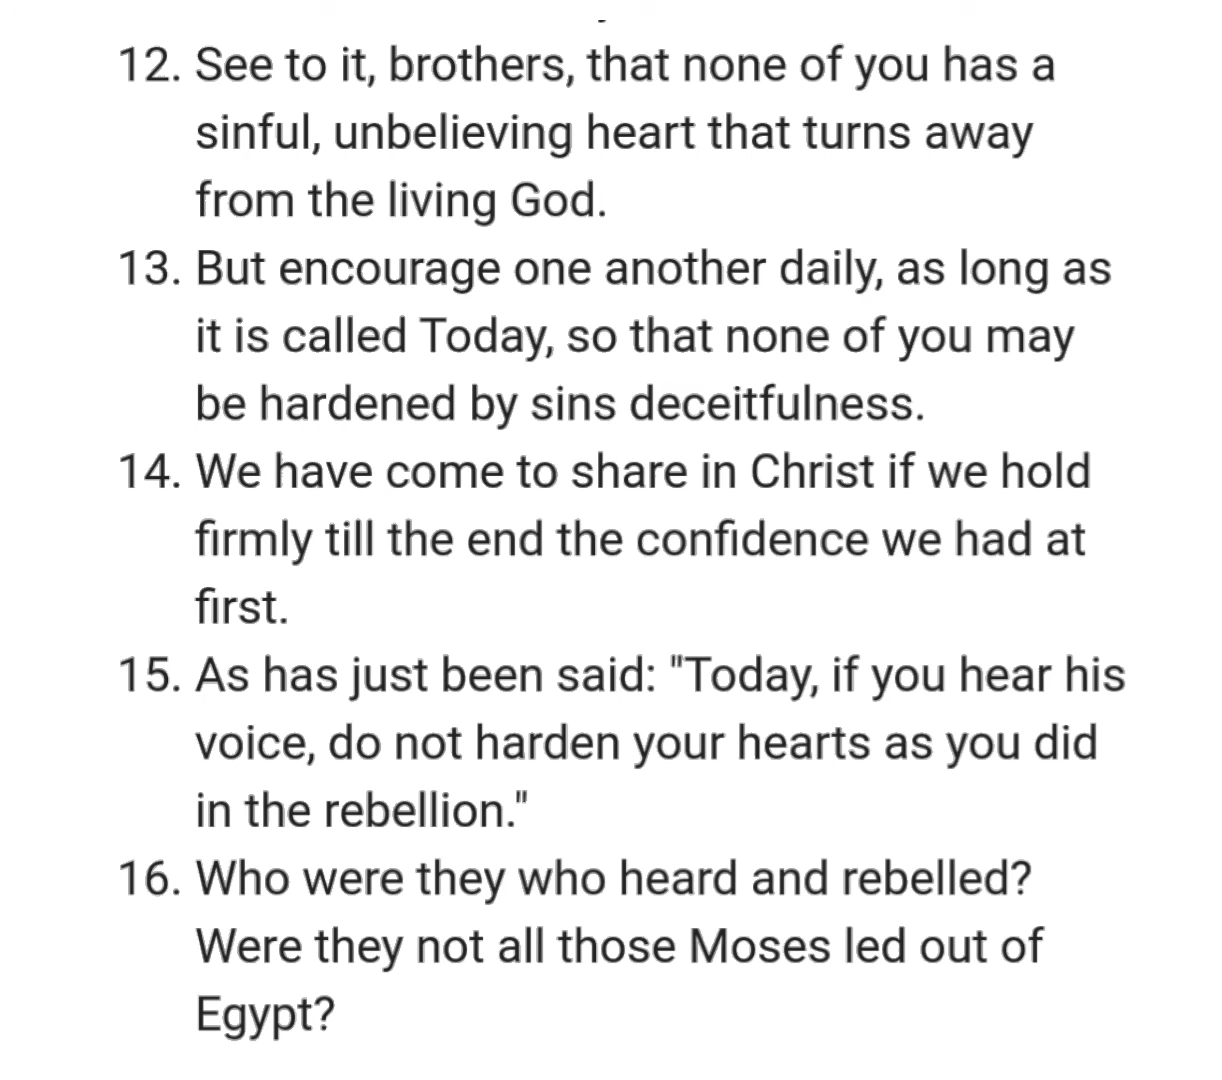 12. See to it, brothers, that none of you has a
sinful, unbelieving heart that turns away
from the living God.
13. But encourage one another daily, as long as
it is called Today, so that none of you may
be hardened by sins deceitfulness.
14. We have come to share in Christ if we hold
firmly till the end the confidence we had at
first.
15. As has just been said: "Today, if you hear his
voice, do not harden your hearts as you did
in the rebellion."
16. Who were they who heard and rebelled?
Were they not all those Moses led out of
Egypt?